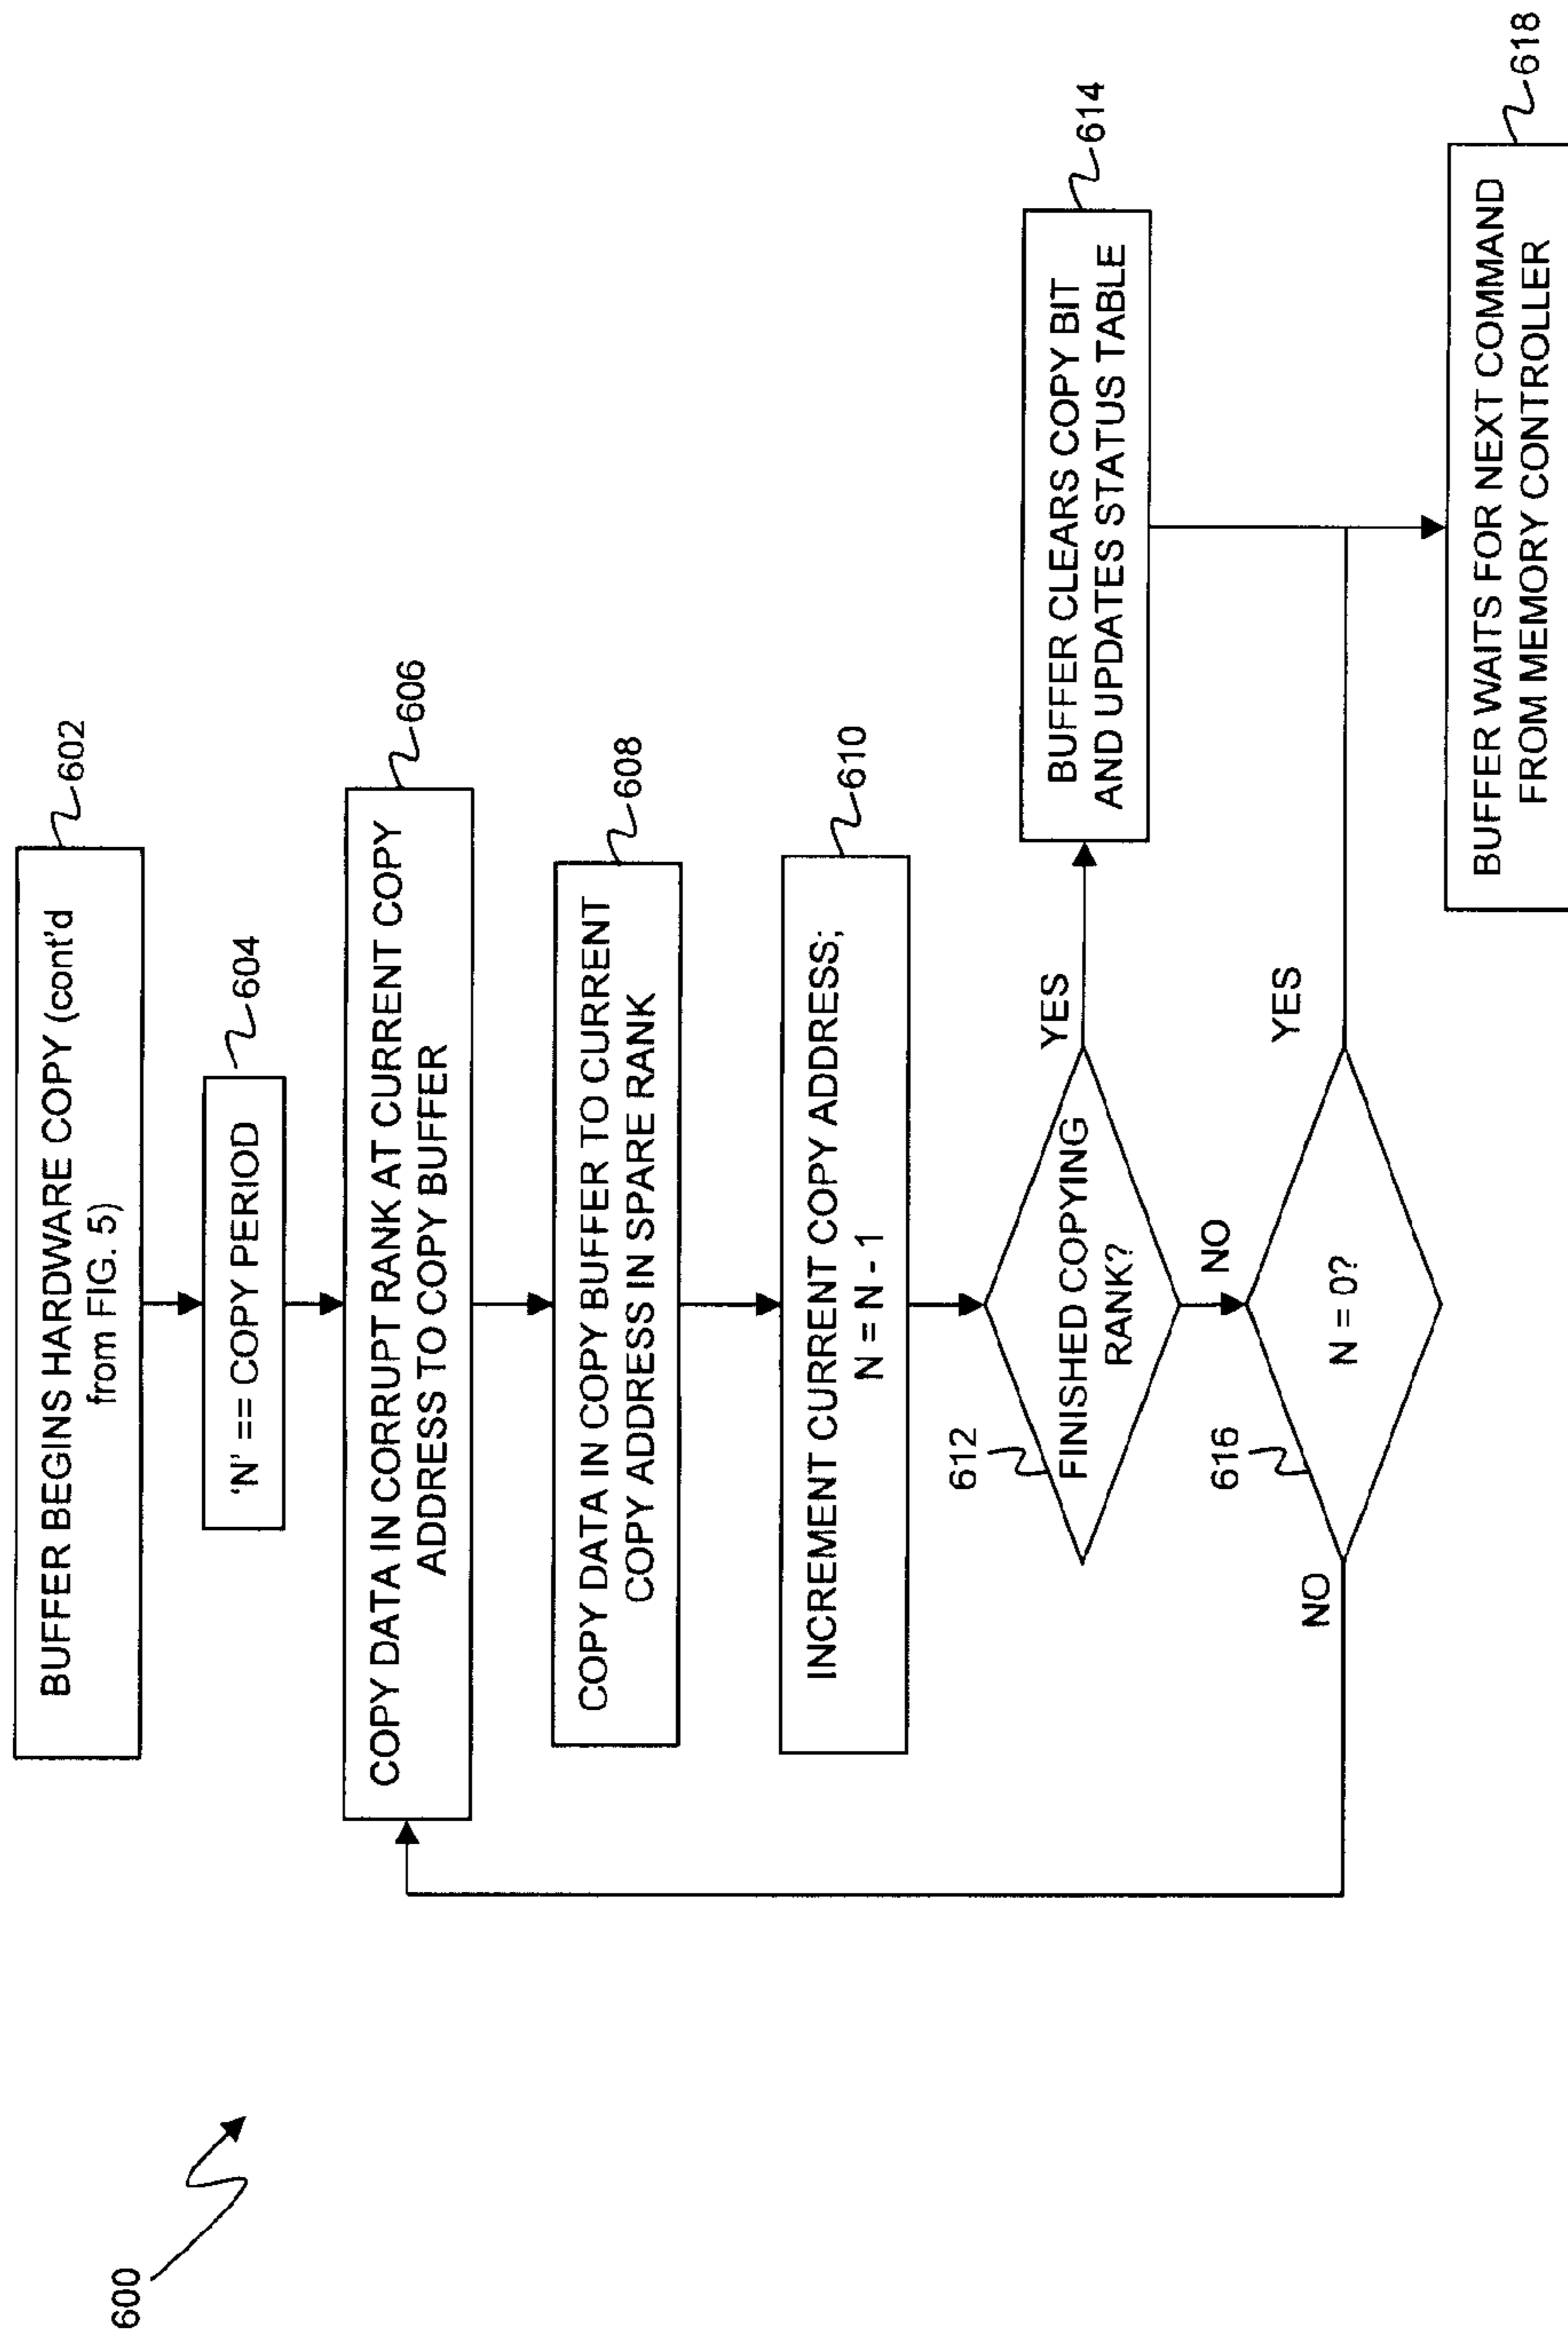 600
BUFFER BEGINS HARDWARE COPY (cont'd
from FIG. 5)
602
'N' == COPY PERIOD
604
COPY DATA IN CORRUPT RANK AT CURRENT COPY
ADDRESS TO COPY BUFFER
606
COPY DATA IN COPY BUFFER TO CURRENT
COPY ADDRESS IN SPARE RANK
608
INCREMENT CURRENT COPY ADDRESS;
N = N - 1
610
612
FINISHED COPYING
RANK?
YES
NO
BUFFER CLEARS COPY BIT
AND UPDATES STATUS TABLE
614
616
N = 0?
YES
NO
BUFFER WAITS FOR NEXT COMMAND
FROM MEMORY CONTROLLER
618